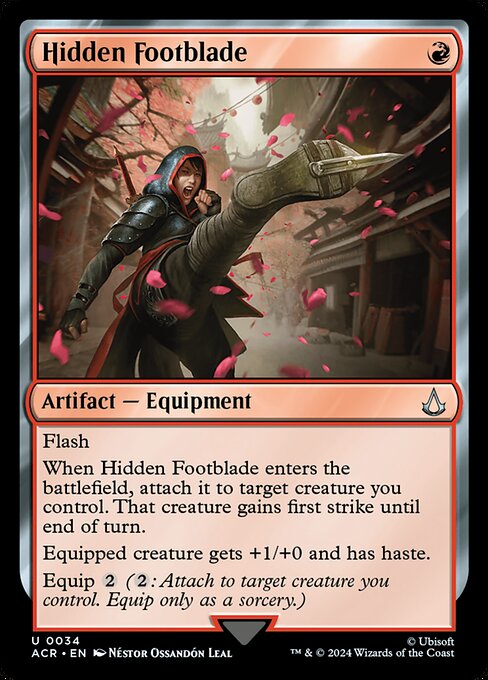 Hidden Footblade
Artifact — Equipment
Flash
When Hidden Footblade enters the
battlefield, attach it to target creature you
control. That creature gains first strike until
end of turn.
Equipped creature gets +1/+0 and has haste.
Equip 2 (2: Attach to target creature you
control. Equip only as a sorcery.)
U 0034
ACR • EN Néstor Ossandón Leal
© Ubisoft
™ & © 2024 Wizards of the Coast